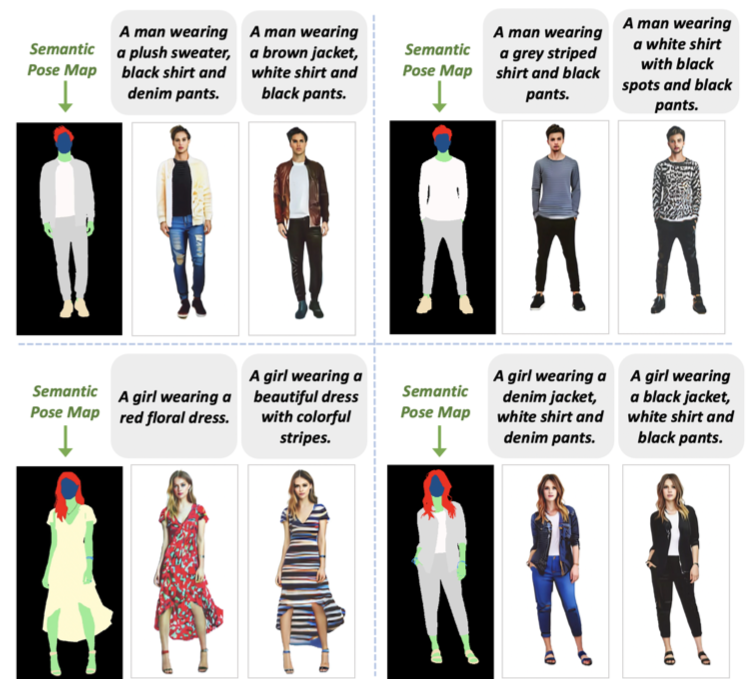 Semantic
Pose Map
A man wearing
a plush sweater,
black shirt and
denim pants.
A man wearing
a brown jacket,
white shirt and
black pants.
Semantic
Pose Map
A man wearing
a grey striped
shirt and black
pants.
A man wearing
a white shirt
with black
spots and black
pants.
Semantic
Pose Map
A girl wearing a
red floral dress.
A girl wearing a
beautiful dress
with colorful
stripes.
Semantic
Pose Map
A girl wearing a
denim jacket,
white shirt and
denim pants.
A girl wearing
a black jacket,
white shirt and
black pants.